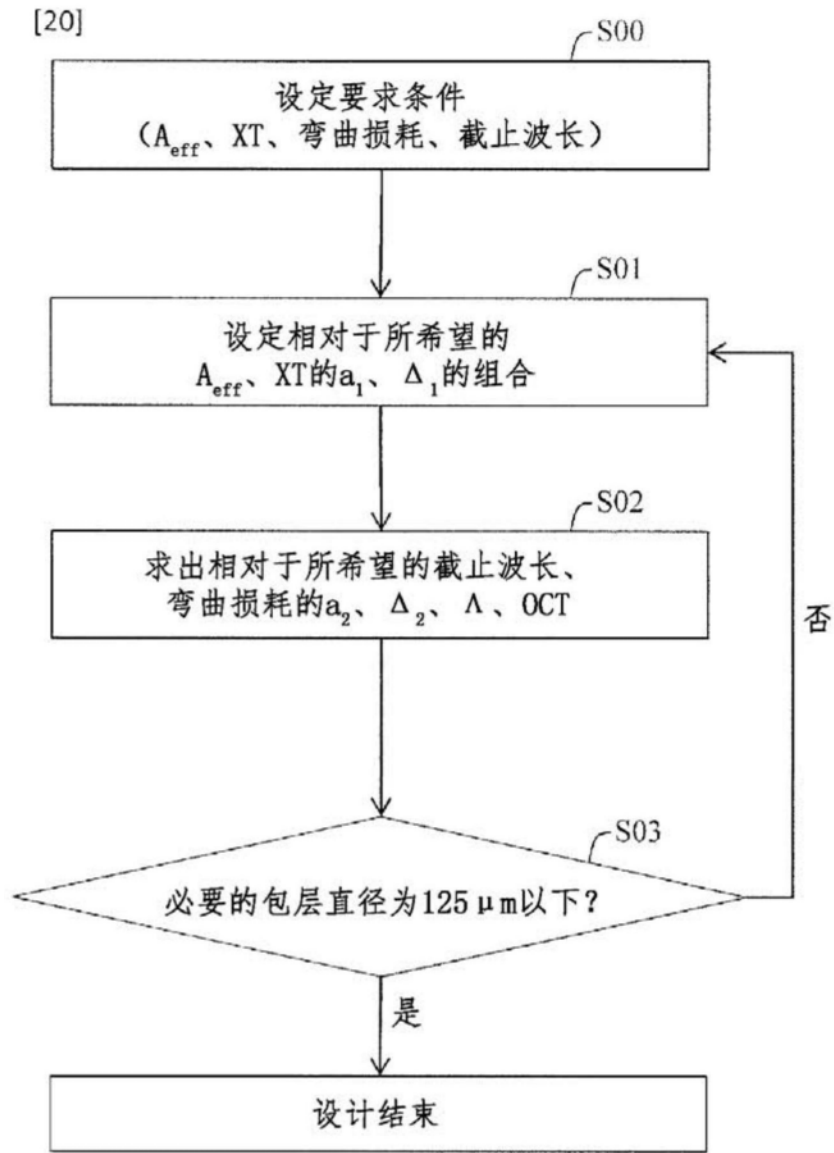 [20]
S00
设定要求条件
（Aeff、XT、弯曲损耗、截止波长）
S01
设定相对于所希望的
Aeff、XT的a1、Δ1的组合
S02
求出相对于所希望的截止波长、
弯曲损耗的a2、Δ2、Λ、OCT
否
S03
必要的包层直径为125μm以下？
是
设计结束